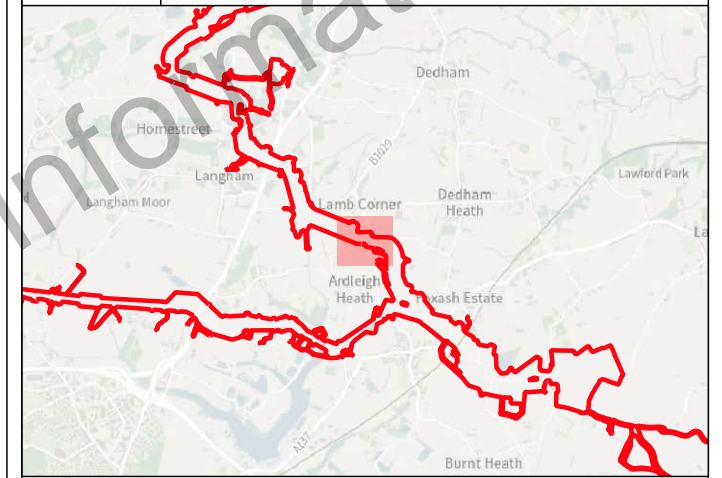 Informat
Dedham
Homestreet
B1029
Langham
Lawford Park
Langham Moor
Lamb Corner
Dedham
Heath
Ardleigh
Heath
Foxash Estate
A137
Burnt Heath